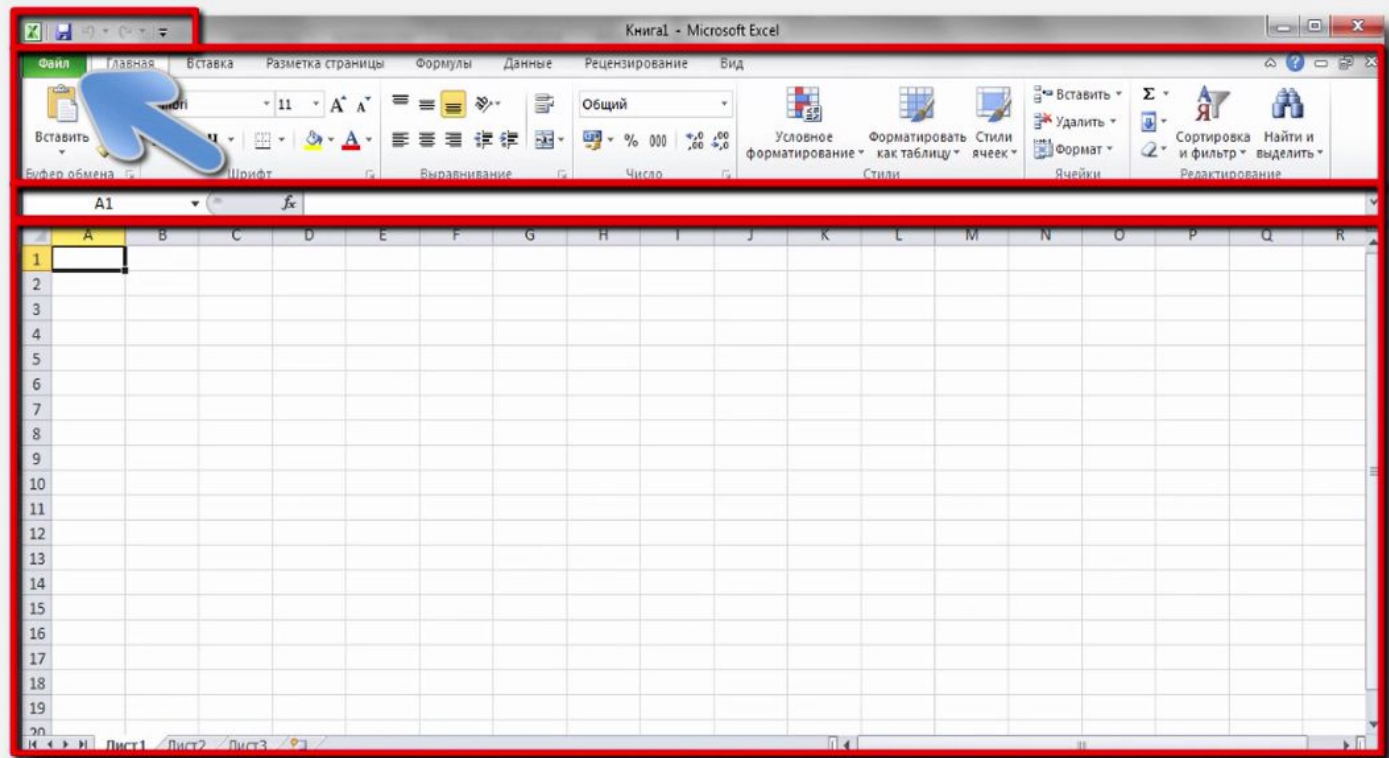 Книга1 - Microsoft Excel
Файл Главная Вставка Разметка страницы Формулы Данные Рецензирование Вид
11 A A Общий
Вставить % 000 ,00 ,00
Условное форматирование Форматировать как таблицу Стили ячеек
Вставить Удалить Формат
Σ Сортировка и фильтр Найти и выделить
Буфер обмена Шрифт Выравнивание Число Стили Ячейки Редактирование
A1 fx
A B C D E F G H I J K L M N O P Q R
1
2
3
4
5
6
7
8
9
10
11
12
13
14
15
16
17
18
19
20
Лист1 Лист2 Лист3